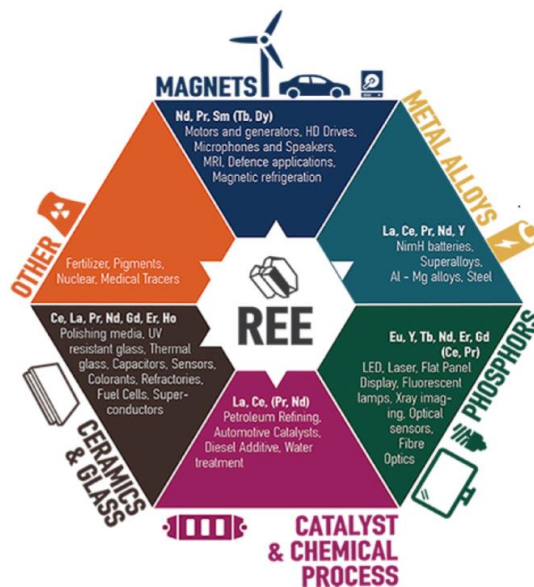 MAGNETS
Nd, Pr, Sm (Tb, Dy)
Motors and generators, HD Drives,
Microphones and Speakers,
MRI, Defence applications,
Magnetic refrigeration
METAL ALLOYS
La, Ce, Pr, Nd, Y
NimH batteries,
Superalloys,
Al - Mg alloys, Steel
OTHER
Fertilizer, Pigments,
Nuclear, Medical Tracers
REE
Ce, La, Pr, Nd, Gd, Er, Ho
Polishing media, UV
resistant glass, Thermal
glass, Capacitors, Sensors,
Colorants, Refractories,
Fuel Cells, Super-
conductors
CERAMICS
& GLASS
La, Ce, (Pr, Nd)
Petroleum Refining,
Automotive Catalysts,
Diesel Additive, Water
treatment
CATALYST
& CHEMICAL
PROCESS
Eu, Y, Tb, Nd, Er, Gd
(Ce, Pr)
LED, Laser, Flat Panel
Display, Fluorescent
lamps, Xray imag-
ing, Optical
sensors,
Fibre
Optics
PHOSPHORS